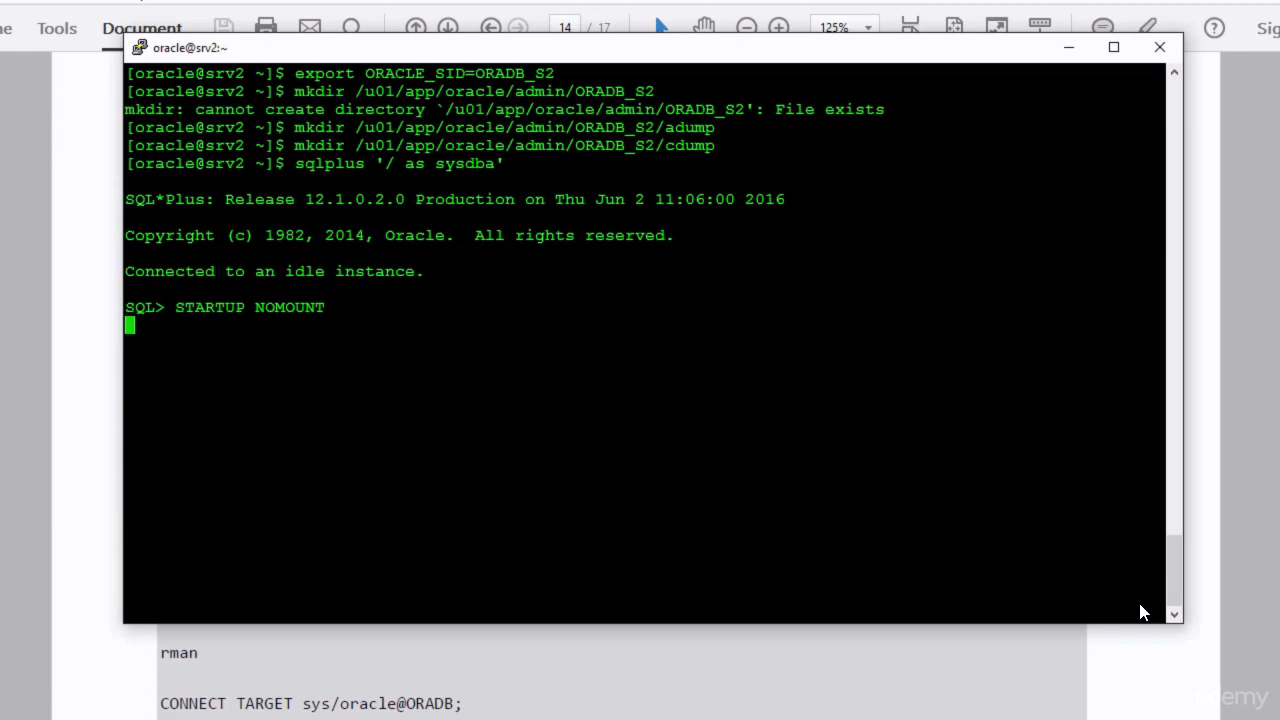 Tools
Document
14 / 17
125%
oracle@srv2:~
[oracle@srv2 ~]$ export ORACLE_SID=ORADB_S2
[oracle@srv2 ~]$ mkdir /u01/app/oracle/admin/ORADB_S2
mkdir: cannot create directory `/u01/app/oracle/admin/ORADB_S2': File exists
[oracle@srv2 ~]$ mkdir /u01/app/oracle/admin/ORADB_S2/adump
[oracle@srv2 ~]$ mkdir /u01/app/oracle/admin/ORADB_S2/cdump
[oracle@srv2 ~]$ sqlplus '/ as sysdba'
SQL*Plus: Release 12.1.0.2.0 Production on Thu Jun 2 11:06:00 2016
Copyright (c) 1982, 2014, Oracle.  All rights reserved.
Connected to an idle instance.
SQL> STARTUP NOMOUNT
rman
CONNECT TARGET sys/oracle@ORADB;
udemy